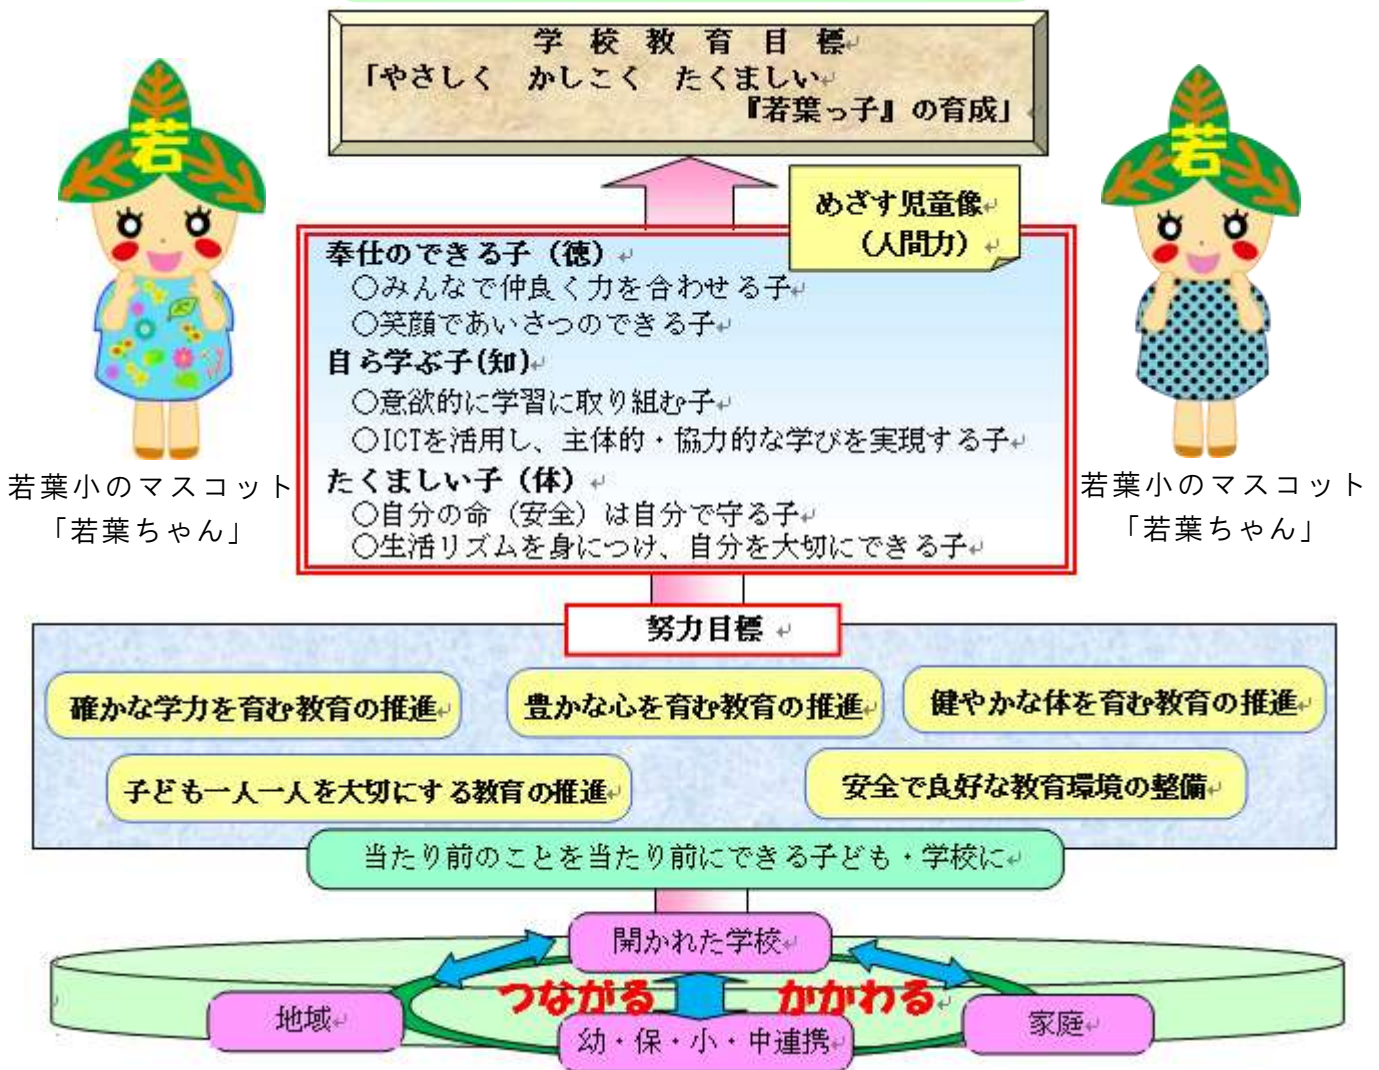 学校教育目標
「やさしく　かしこく　たくましい
『若葉っ子』の育成」
若
若
めざす児童像
（人間力）
奉仕のできる子（徳）
○みんなで仲良く力を合わせる子
○笑顔であいさつのできる子
自ら学ぶ子(知)
○意欲的に学習に取り組む子
○ICTを活用し、主体的・協力的な学びを実現する子
たくましい子（体）
○自分の命（安全）は自分で守る子
○生活リズムを身につけ、自分を大切にできる子
若葉小のマスコット
「若葉ちゃん」
若葉小のマスコット
「若葉ちゃん」
努力目標
確かな学力を育む教育の推進
豊かな心を育む教育の推進
健やかな体を育む教育の推進
子ども一人一人を大切にする教育の推進
安全で良好な教育環境の整備
当たり前のことを当たり前にできる子ども・学校に
開かれた学校
つながる　かかわる
地域
幼・保・小・中連携
家庭